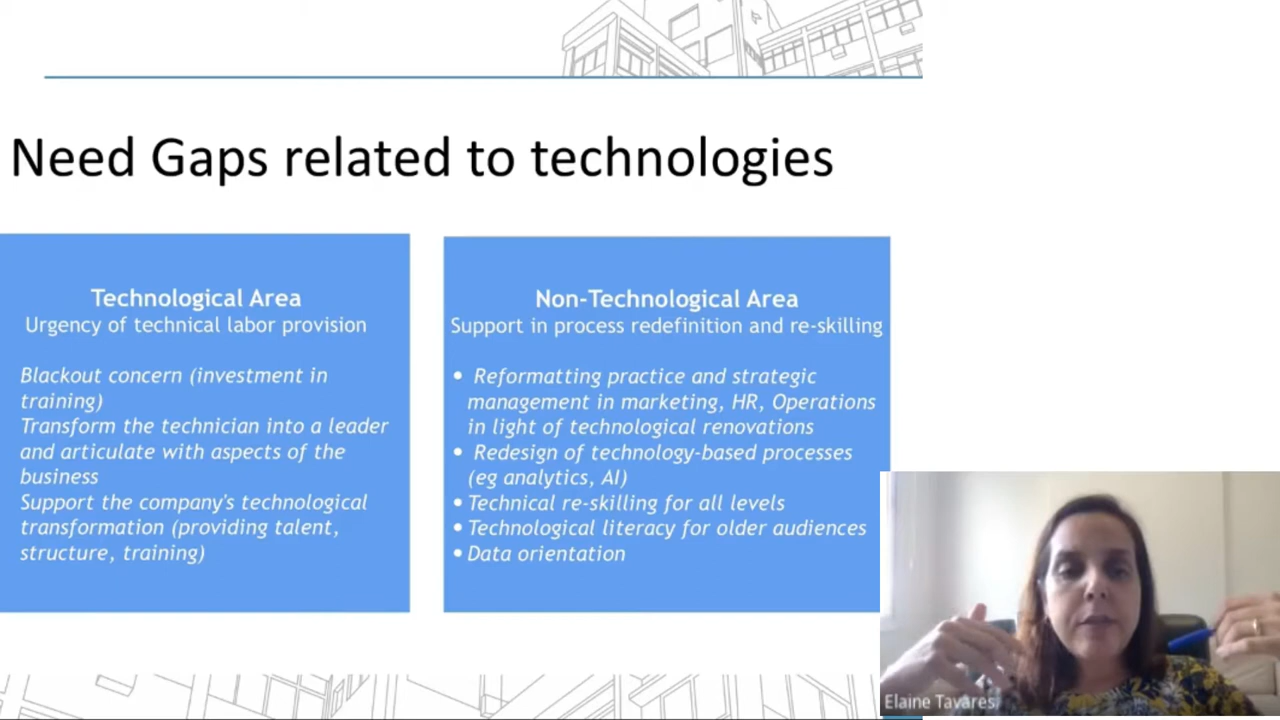 Need Gaps related to technologies
Technological Area
Urgency of technical labor provision
Blackout concern (investment in
training)
Transform the technician into a leader
and articulate with aspects of the
business
Support the company's technological
transformation (providing talent,
structure, training)
Non-Technological Area
Support in process redefinition and re-skilling
• Reformatting practice and strategic
management in marketing, HR, Operations
in light of technological renovations
• Redesign of technology-based processes
(eg analytics, AI)
• Technical re-skilling for all levels
• Technological literacy for older audiences
• Data orientation
Elaine Tavares